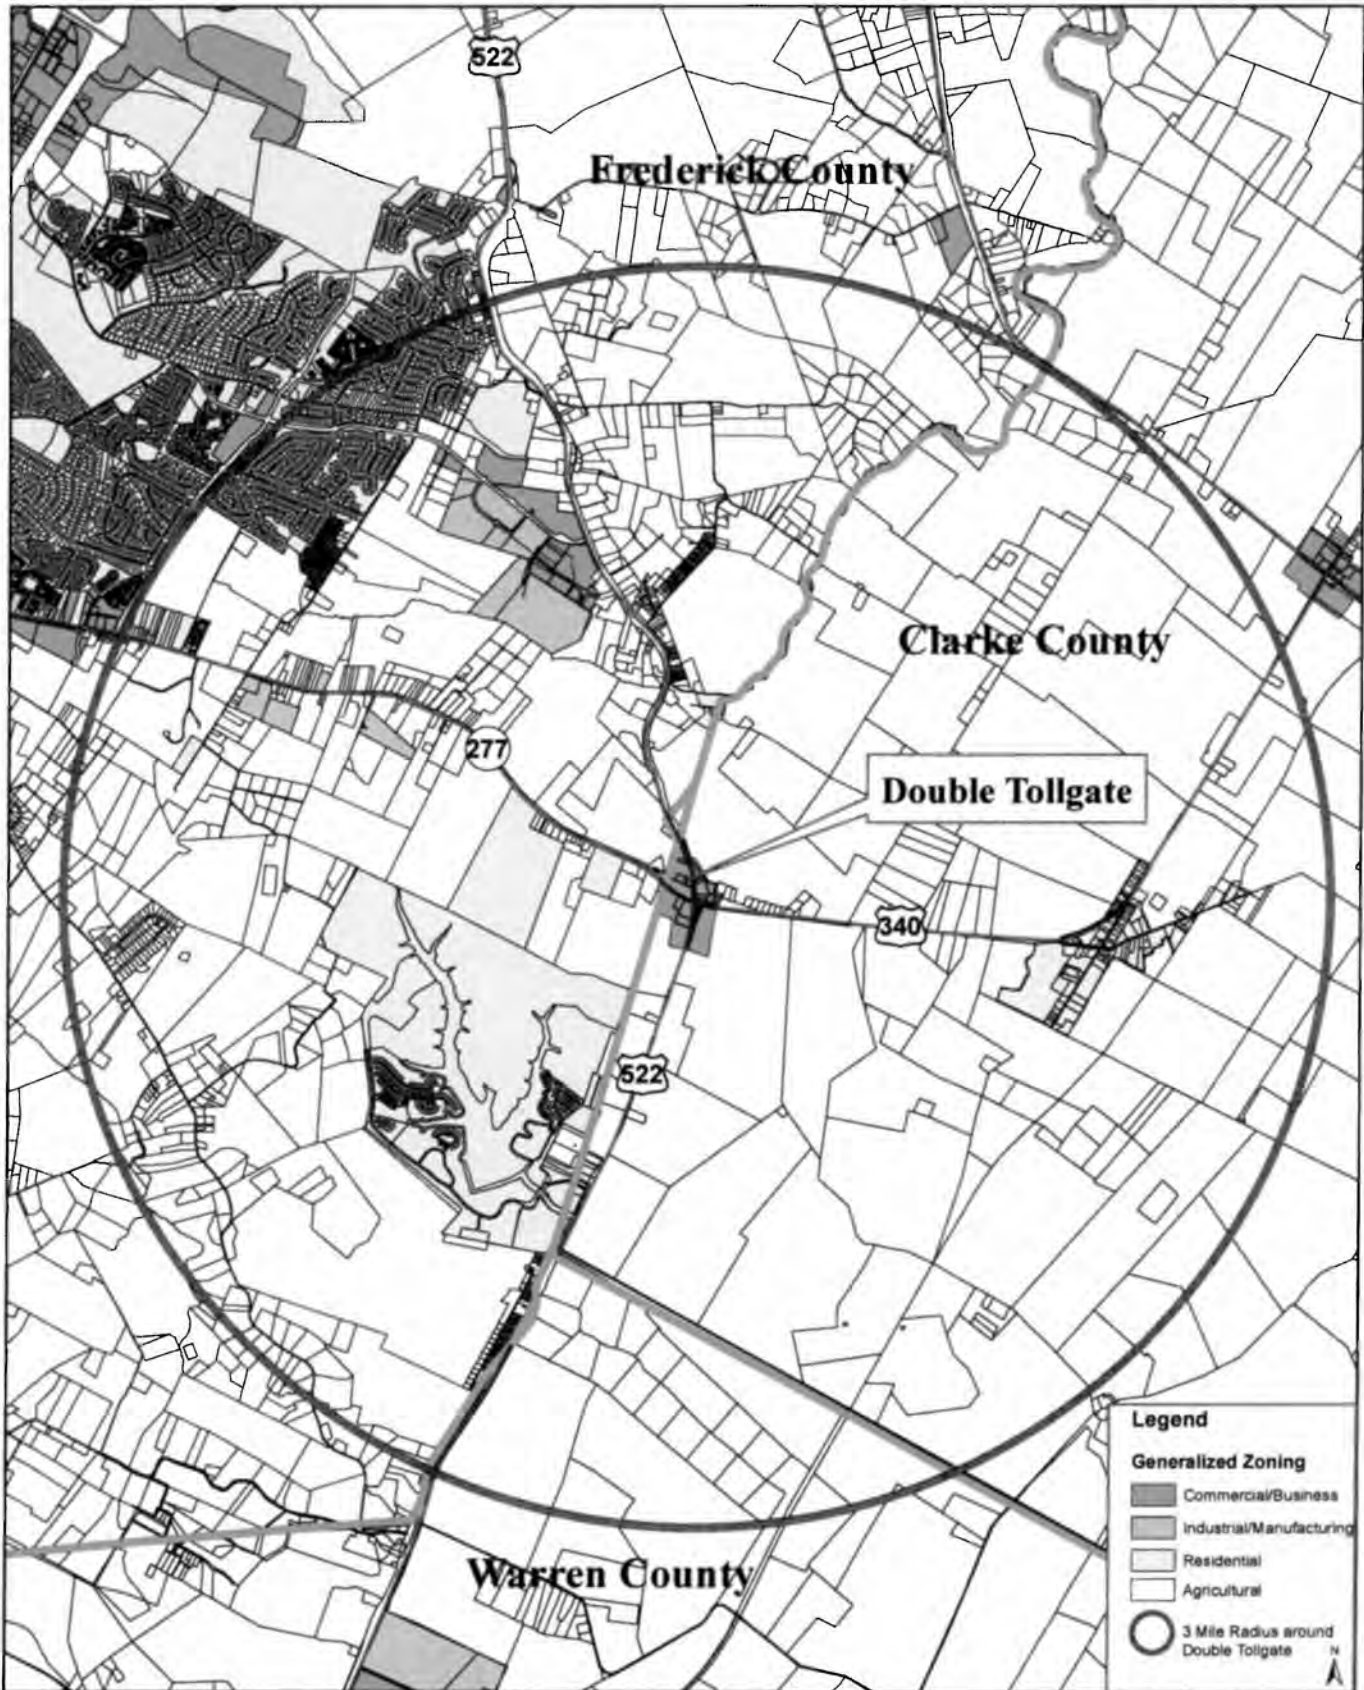 522
Frederick County
Clarke County
277
Double Tollgate
340
522
Warren County
Legend
Generalized Zoning
Commercial/Business
Industrial/Manufacturing
Residential
Agricultural
3 Mile Radius around
Double Tollgate
N